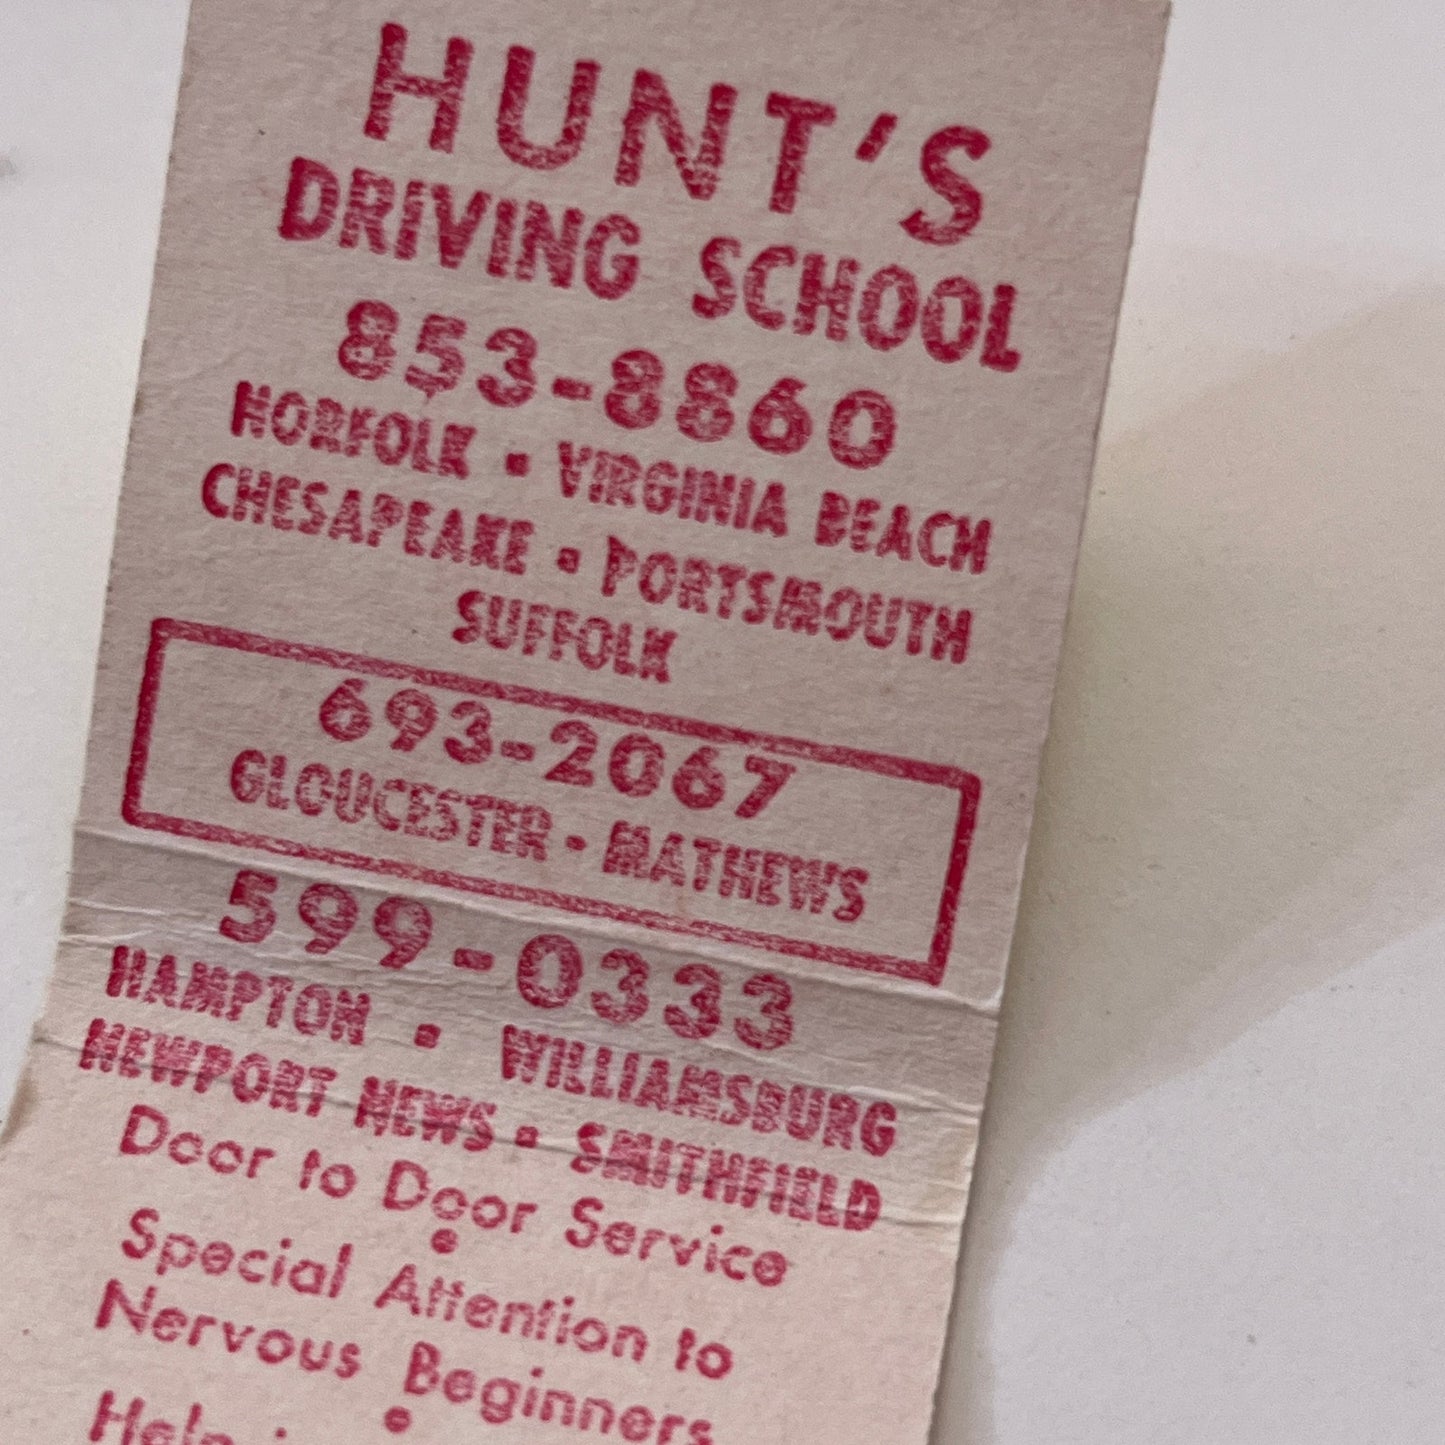 HUNT'S
DRIVING SCHOOL
853-8860
NORFOLK • VIRGINIA BEACH
CHESAPEAKE • PORTSMOUTH
SUFFOLK
693-2067
GLOUCESTER • MATHEWS
599-0333
HAMPTON • WILLIAMSBURG
NEWPORT NEWS • SMITHFIELD
Door to Door Service
•
Special Attention to
Nervous Beginners
•